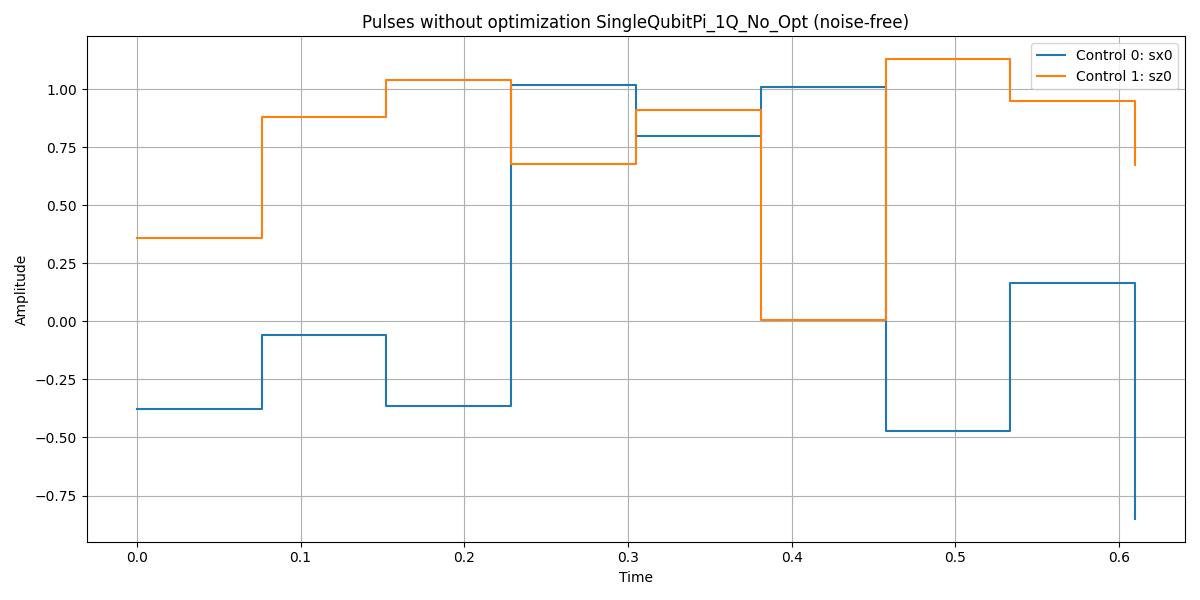 Pulses without optimization SingleQubitPi_1Q_No_Opt (noise-free)
Control 0: sx0
Control 1: sz0
Amplitude
1.00
0.75
0.50
0.25
0.00
−0.25
−0.50
−0.75
0.0 0.1 0.2 0.3 0.4 0.5 0.6
Time